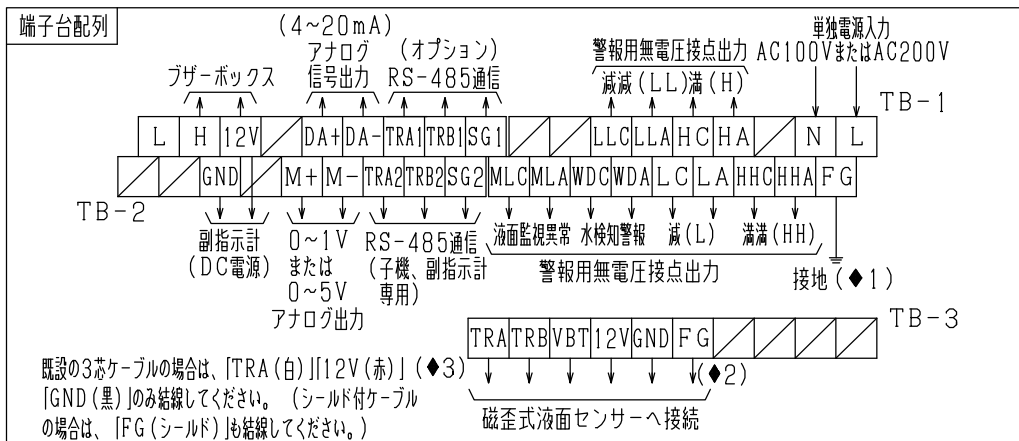 端子台配列
(4~20mA)
アナログ
信号出力
(オプション)
RS-485通信
ブザーボックス
警報用無電圧接点出力
減減(LL)満(H)
単独電源入力
AC100VまたはAC200V
TB-1
L H 12V DA+ DA- TRA1 TRB1 SG1 LLC LLA HC HA N L
GND M+ M- TRA2 TRB2 SG2 MLC MLA WDC WDA LC LA HHC HHA FG
TB-2
副指示計
(DC電源)
0~1V
または
0~5V
アナログ出力
RS-485通信
(子機、副指示計
専用)
液面監視異常 水検知警報 減(L) 満満(HH)
警報用無電圧接点出力
接地(◆1)
TB-3
TRA TRB VBT 12V GND FG
(◆2)
磁歪式液面センサーへ接続
既設の3芯ケーブルの場合は、「TRA(白)」「12V(赤)」(◆3)
「GND(黒)」のみ結線してください。 (シールド付ケーブル
の場合は、「FG(シールド)」も結線してください。)